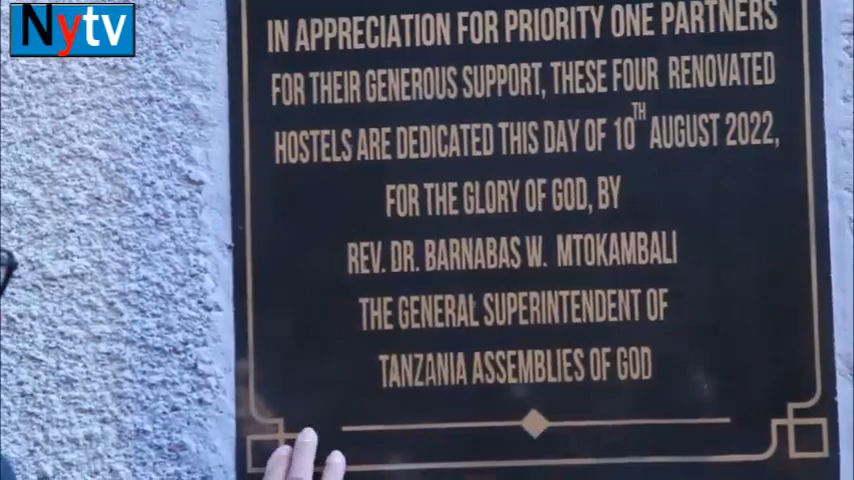 Nytv
IN APPRECIATION FOR PRIORITY ONE PARTNERS
FOR THEIR GENEROUS SUPPORT, THESE FOUR RENOVATED
HOSTELS ARE DEDICATED THIS DAY OF 10TH AUGUST 2022,
FOR THE GLORY OF GOD, BY
REV. DR. BARNABAS W. MTOKAMBALI
THE GENERAL SUPERINTENDENT OF
TANZANIA ASSEMBLIES OF GOD